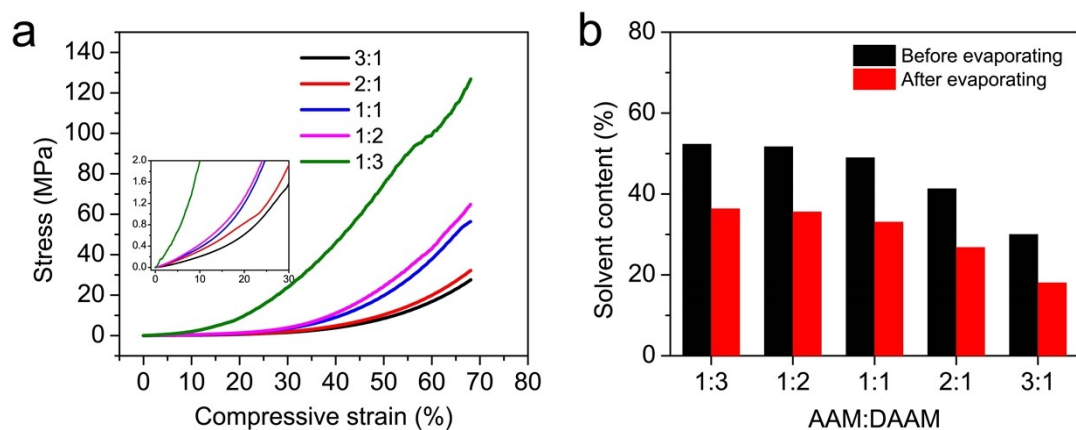 a
Stress (MPa)
140
120
100
80
60
40
20
0
3:1
2:1
1:1
1:2
1:3
2.0
1.6
1.2
0.8
0.4
0.0
0 10 20 30
0 10 20 30 40 50 60 70 80
Compressive strain (%)
b
Solvent content (%)
80
60
40
20
0
Before evaporating
After evaporating
1:3 1:2 1:1 2:1 3:1
AAM:DAAM